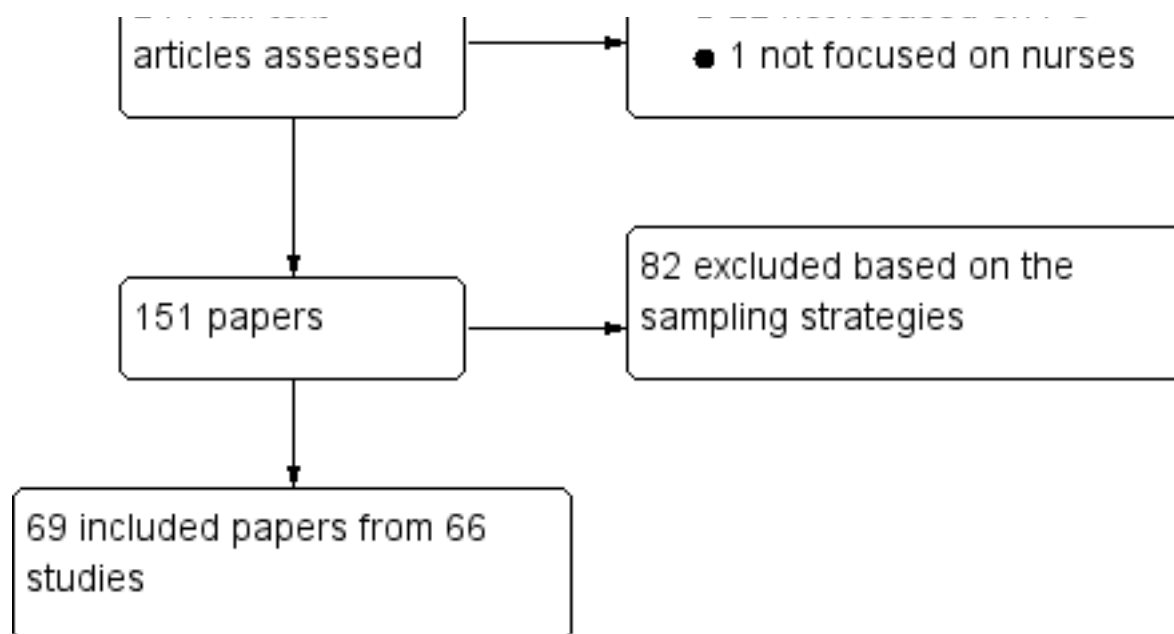 articles assessed
● 1 not focused on nurses
82 excluded based on the
sampling strategies
151 papers
69 included papers from 66
studies